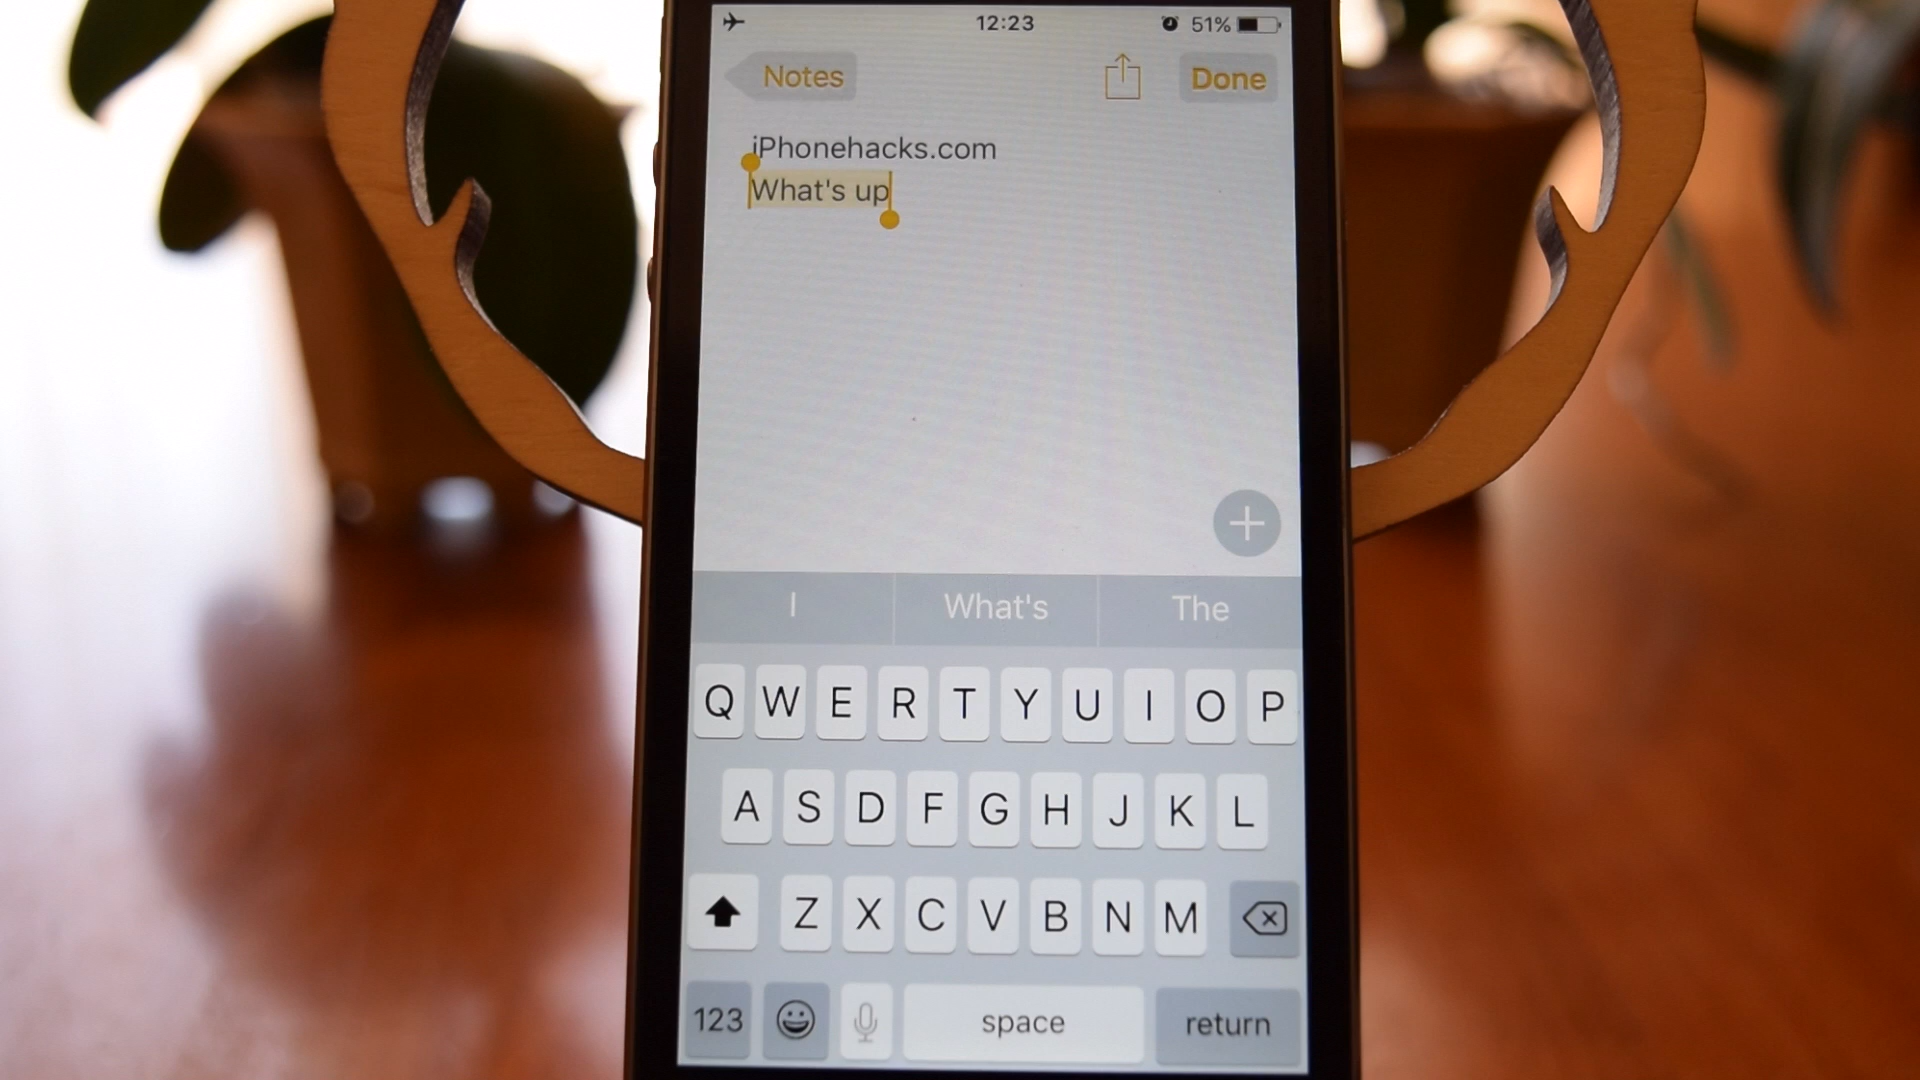 12:23 51%
Notes Done
iPhonehacks.com
What's up
I What's The
Q W E R T Y U I O P
A S D F G H J K L
Z X C V B N M
123 space return